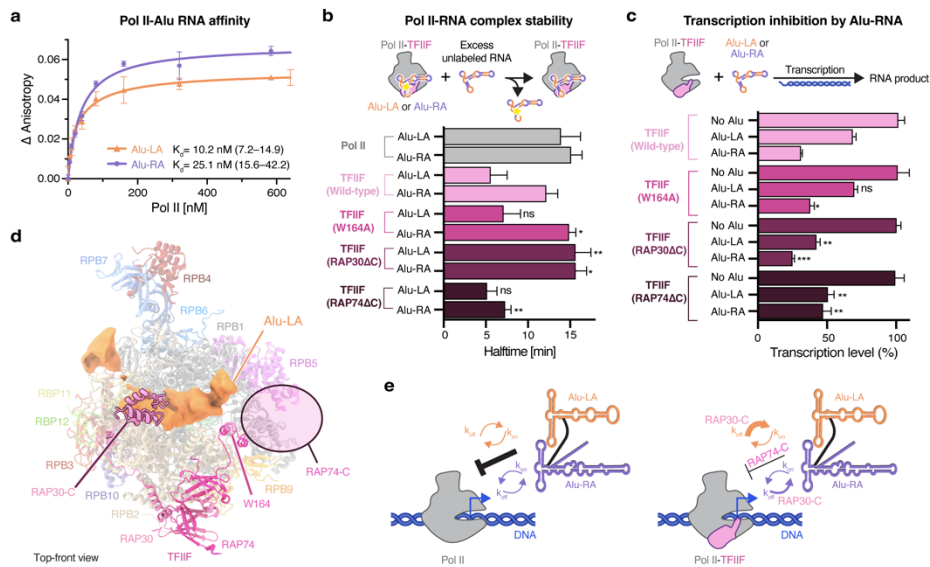 a
Pol II-Alu RNA affinity
Δ Anisotropy
0.06
0.04
0.02
0.00
0
200
400
600
Pol II [nM]
Alu-LA Kd= 10.2 nM (7.2–14.9)
Alu-RA Kd= 25.1 nM (15.6–42.2)
b
Pol II-RNA complex stability
Pol II-TFIIF
Excess
unlabeled RNA
Pol II-TFIIF
+
Alu-LA or Alu-RA
Pol II
Alu-LA
Alu-RA
TFIIF
(Wild-type)
Alu-LA
Alu-RA
TFIIF
(W164A)
Alu-LA
ns
Alu-RA
*
TFIIF
(RAP30ΔC)
Alu-LA
**
Alu-RA
*
TFIIF
(RAP74ΔC)
Alu-LA
ns
Alu-RA
**
0
5
10
15
Halftime [min]
c
Transcription inhibition by Alu-RNA
Pol II-TFIIF
Alu-LA or
Alu-RA
+
Transcription
RNA product
TFIIF
(Wild-type)
No Alu
Alu-LA
Alu-RA
TFIIF
(W164A)
No Alu
Alu-LA
ns
Alu-RA
*
TFIIF
(RAP30ΔC)
No Alu
Alu-LA
**
Alu-RA
***
TFIIF
(RAP74ΔC)
No Alu
Alu-LA
**
Alu-RA
**
0
50
100
Transcription level (%)
d
RPB7
RPB4
RPB6
RPB1
Alu-LA
RPB5
RBP11
RBP12
RPB3
RAP30-C
RPB10
RPB2
RPB9
W164
RAP74-C
RAP30
RAP74
TFIIF
Top-front view
e
Alu-LA
koff
kon
kon
koff
Alu-RA
DNA
Pol II
Alu-LA
RAP30-C
koff
kon
RAP74-C
kon
koff
Alu-RA
RAP30-C
DNA
Pol II-TFIIF